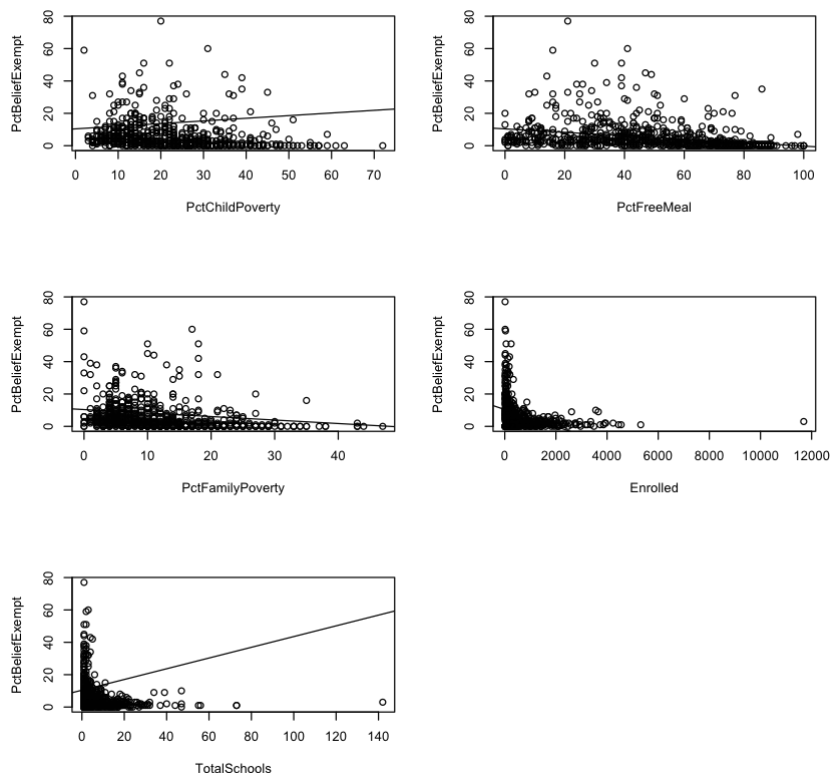 PctBeliefExempt
0 20 40 60 80
0 10 20 30 40 50 60 70
PctChildPoverty
PctBeliefExempt
0 20 40 60 80
0 20 40 60 80 100
PctFreeMeal
PctBeliefExempt
0 20 40 60 80
0 10 20 30 40
PctFamilyPoverty
PctBeliefExempt
0 20 40 60 80
0 2000 4000 6000 8000 10000 12000
Enrolled
PctBeliefExempt
0 20 40 60 80
0 20 40 60 80 100 120 140
TotalSchools